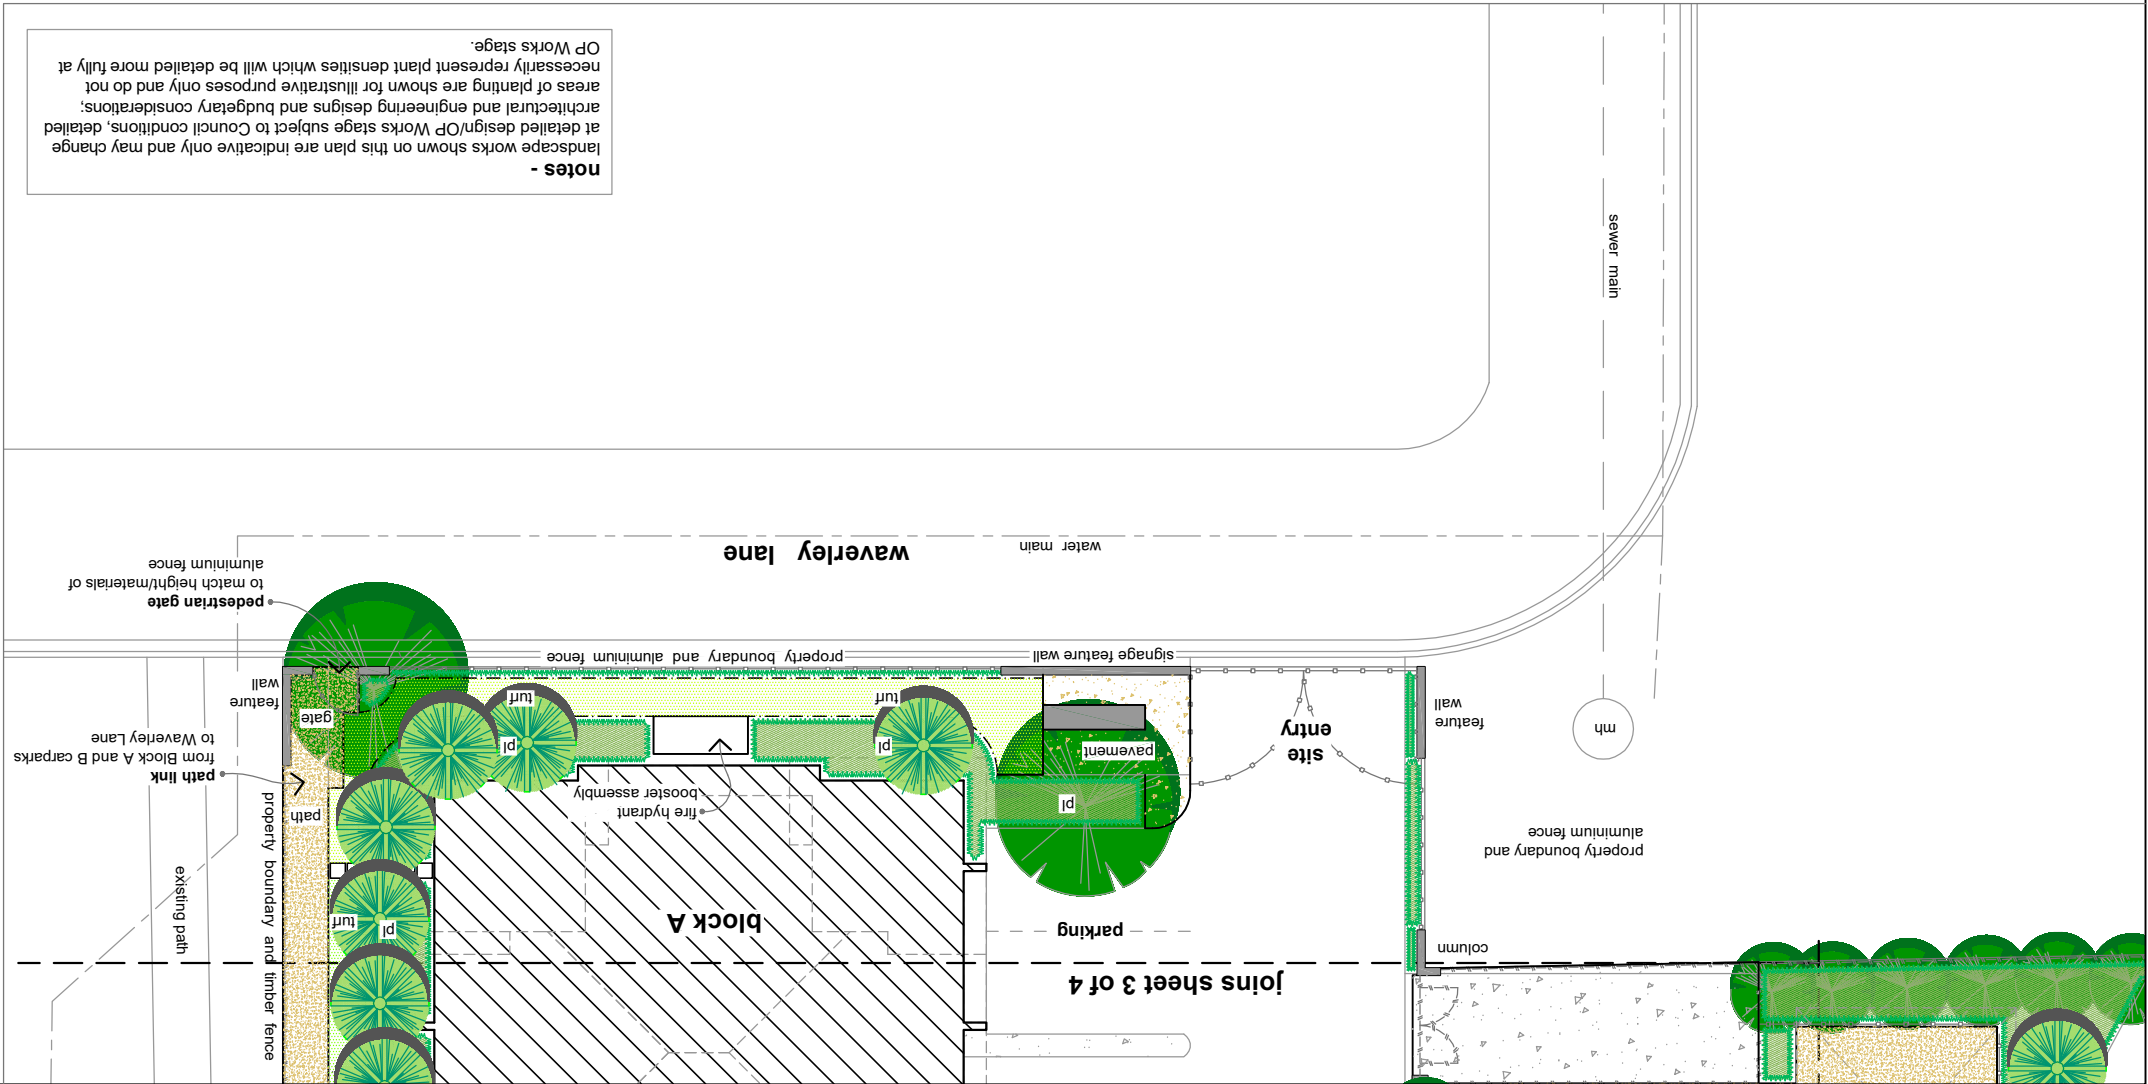 notes -
landscape works shown on this plan are indicative only and may change
at detailed design/OP Works stage subject to Council conditions, detailed
architectural and engineering designs and budgetary considerations;
areas of planting are shown for illustrative purposes only and do not
necessarily represent plant densities which will be detailed more fully at
OP Works stage.
sewer main
water main
waverley lane
pedestrian gate
to match height/materials of
aluminium fence
property boundary and aluminium fence
signage feature wall
feature
wall
gate
path link
from Block A and B carparks
to Waverley Lane
path
property boundary and timber fence
existing path
turf
pl
turf
pl
turf
pl
fire hydrant
booster assembly
block A
pavement
pl
site
entry
feature
wall
mh
property boundary and
aluminium fence
parking
column
joins sheet 3 of 4